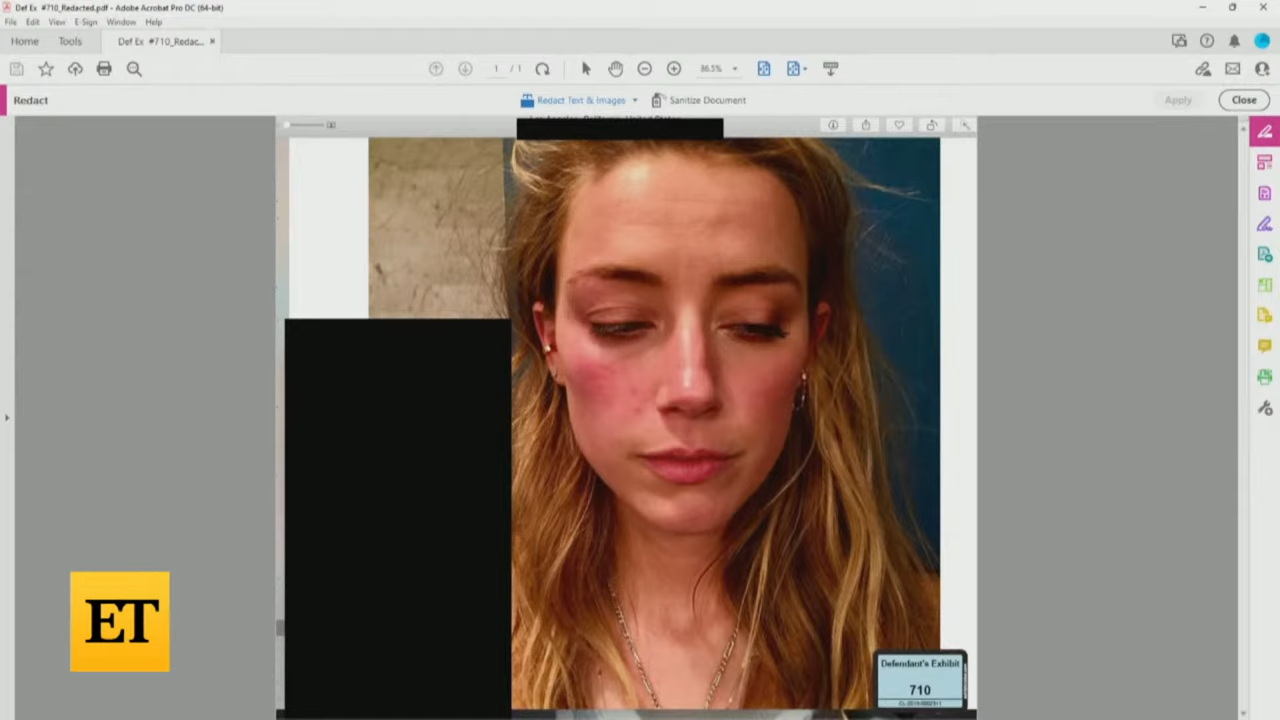 Def Ex #710_Redacted.pdf - Adobe Acrobat Pro DC (64-bit)
File Edit View E-Sign Window Help
Home Tools Def Ex #710_Redac... ×
1 / 1 86.5%
Redact Redact Text & Images Sanitize Document Apply Close
ET
Defendant's Exhibit
710